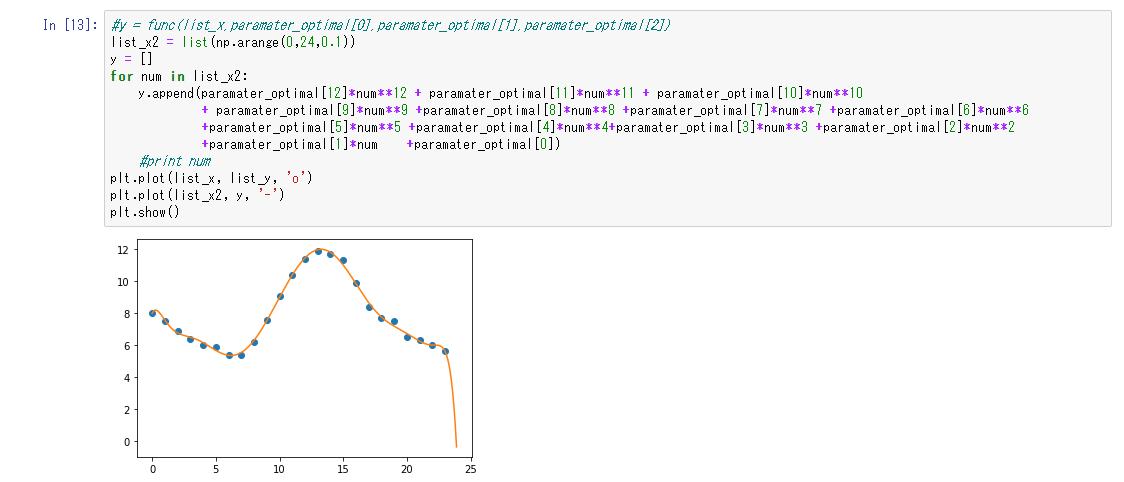 In [13]: #y = func(list_x,paramater_optimal[0],paramater_optimal[1],paramater_optimal[2])
list_x2 = list(np.arange(0,24,0.1))
y = []
for num in list_x2:
    y.append(paramater_optimal[12]*num**12 + paramater_optimal[11]*num**11 + paramater_optimal[10]*num**10
             + paramater_optimal[9]*num**9 +paramater_optimal[8]*num**8 +paramater_optimal[7]*num**7 +paramater_optimal[6]*num**6
             +paramater_optimal[5]*num**5 +paramater_optimal[4]*num**4+paramater_optimal[3]*num**3 +paramater_optimal[2]*num**2
             +paramater_optimal[1]*num    +paramater_optimal[0])
    #print num
plt.plot(list_x, list_y, 'o')
plt.plot(list_x2, y, '-')
plt.show()
12
10
8
6
4
2
0
0 5 10 15 20 25